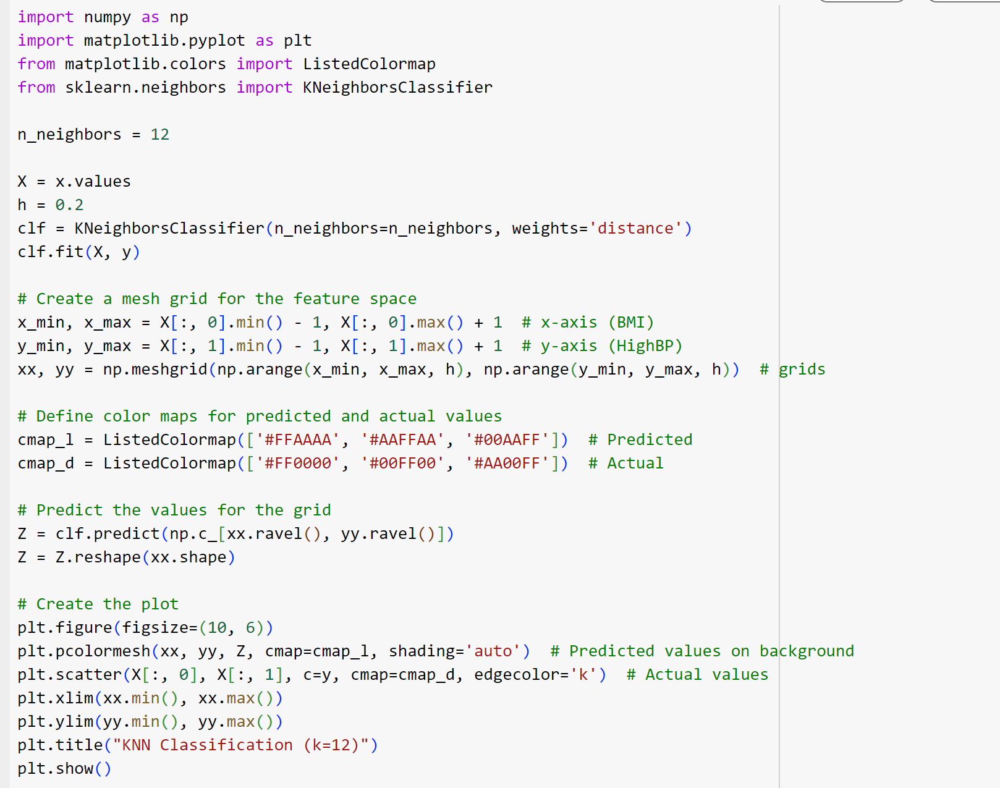 import numpy as np
import matplotlib.pyplot as plt
from matplotlib.colors import ListedColormap
from sklearn.neighbors import KNeighborsClassifier
n_neighbors = 12
X = x.values
h = 0.2
clf = KNeighborsClassifier(n_neighbors=n_neighbors, weights='distance')
clf.fit(X, y)
# Create a mesh grid for the feature space
x_min, x_max = X[:, 0].min() - 1, X[:, 0].max() + 1  # x-axis (BMI)
y_min, y_max = X[:, 1].min() - 1, X[:, 1].max() + 1  # y-axis (HighBP)
xx, yy = np.meshgrid(np.arange(x_min, x_max, h), np.arange(y_min, y_max, h))  # grids
# Define color maps for predicted and actual values
cmap_l = ListedColormap(['#FFAAAA', '#AAFFAA', '#00AAFF'])  # Predicted
cmap_d = ListedColormap(['#FF0000', '#00FF00', '#AA00FF'])  # Actual
# Predict the values for the grid
Z = clf.predict(np.c_[xx.ravel(), yy.ravel()])
Z = Z.reshape(xx.shape)
# Create the plot
plt.figure(figsize=(10, 6))
plt.pcolormesh(xx, yy, Z, cmap=cmap_l, shading='auto')  # Predicted values on background
plt.scatter(X[:, 0], X[:, 1], c=y, cmap=cmap_d, edgecolor='k')  # Actual values
plt.xlim(xx.min(), xx.max())
plt.ylim(yy.min(), yy.max())
plt.title("KNN Classification (k=12)")
plt.show()